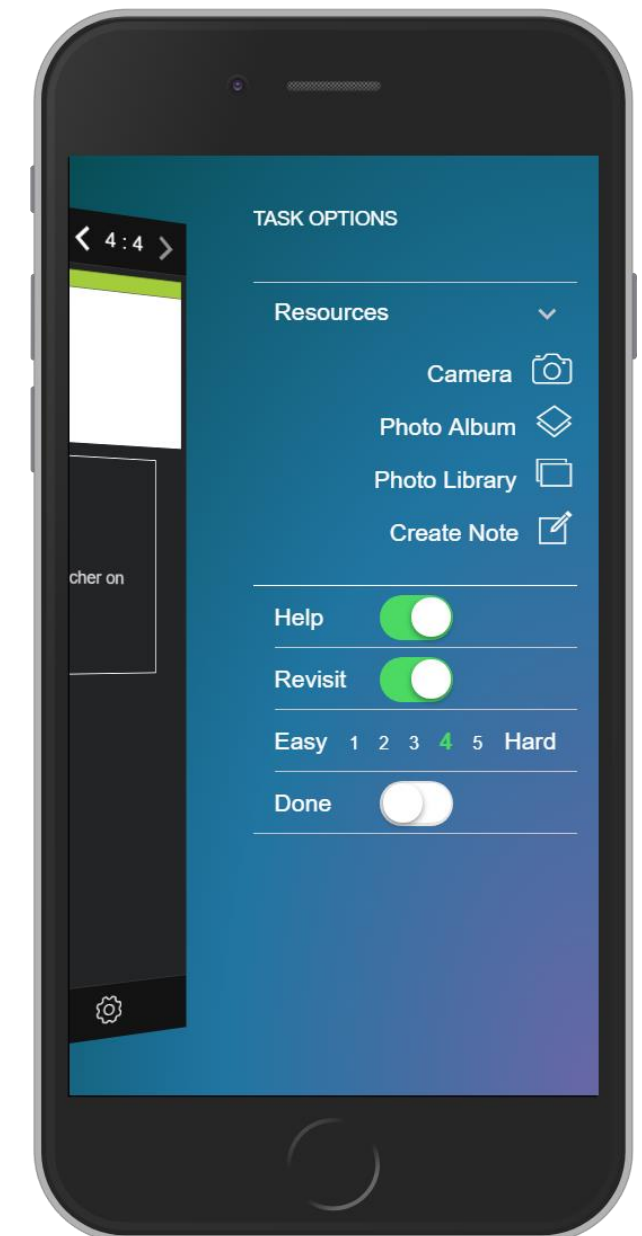 4 : 4
cher on
TASK OPTIONS
Resources
Camera
Photo Album
Photo Library
Create Note
Help
Revisit
Easy 1 2 3 4 5 Hard
Done